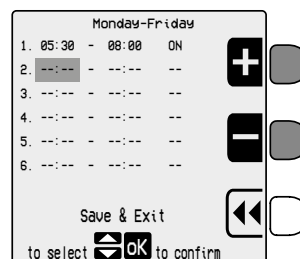 Monday-Friday
1. 05:30 - 08:00 ON
2. --:-- - --:-- --
3. --:-- - --:-- --
4. --:-- - --:-- --
5. --:-- - --:-- --
6. --:-- - --:-- --
Save & Exit
to select OK to confirm